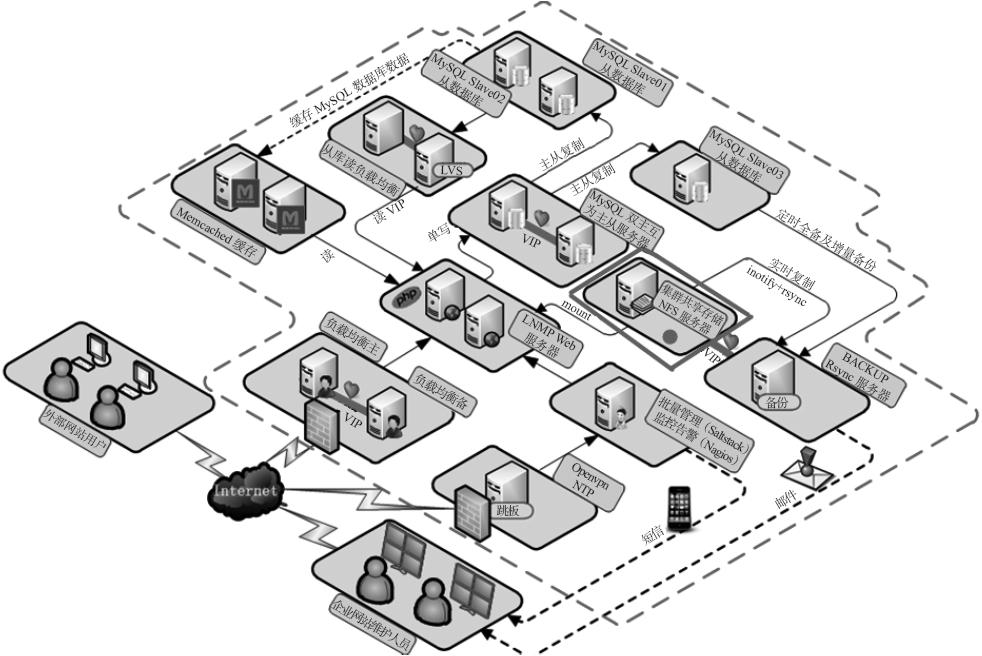 MySQL Slave01
从数据库
MySQL Slave02
从数据库
缓存 MySQL 数据库数据
从库读负载均衡
LVS
MySQL Slave03
从数据库
主从复制
主从复制
Memcached 缓存
M
M
读 VIP
单写
VIP
MySQL 双主互
为主从服务器
定时全备及增量备份
读
php
mount
集群共享存储
NFS 服务器
实时复制
inotify+rsync
LNMP Web
服务器
VIP
BACKUP
Rsync 服务器
备份
负载均衡主
负载均衡备
VIP
外部网站用户
批量管理（Saltstack）
监控告警（Nagios）
Openvpn
NTP
跳板
Internet
短信
邮件
企业网站维护人员